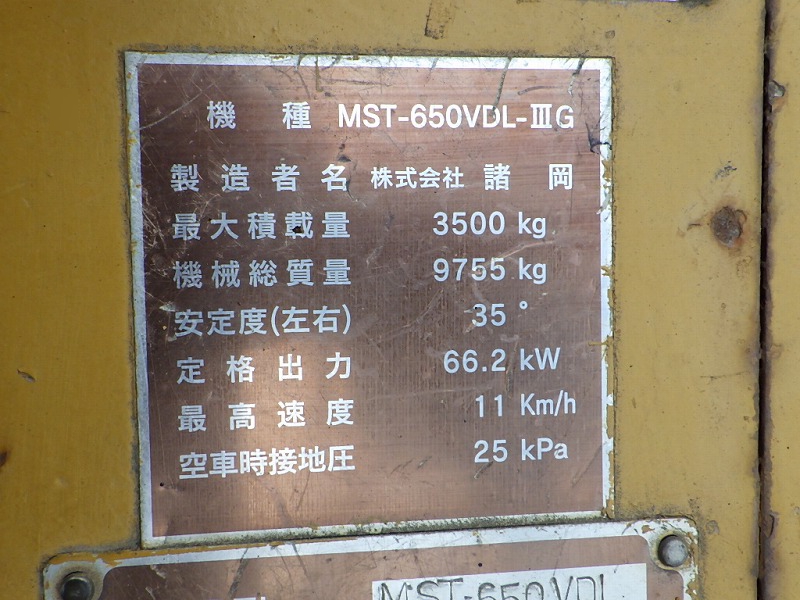 機種 MST-650VDL-ⅢG
製造者名 株式会社 諸岡
最大積載量 3500 kg
機械総質量 9755 kg
安定度(左右) 35 °
定格出力 66.2 kW
最高速度 11 Km/h
空車時接地圧 25 kPa
MST-650VDL